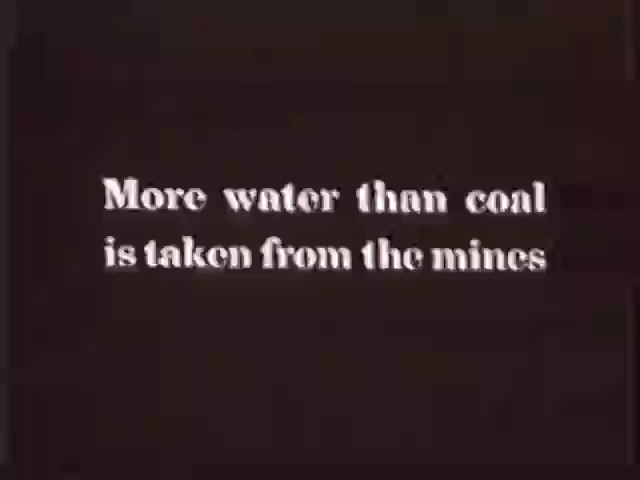 More water than coal
is taken from the mines